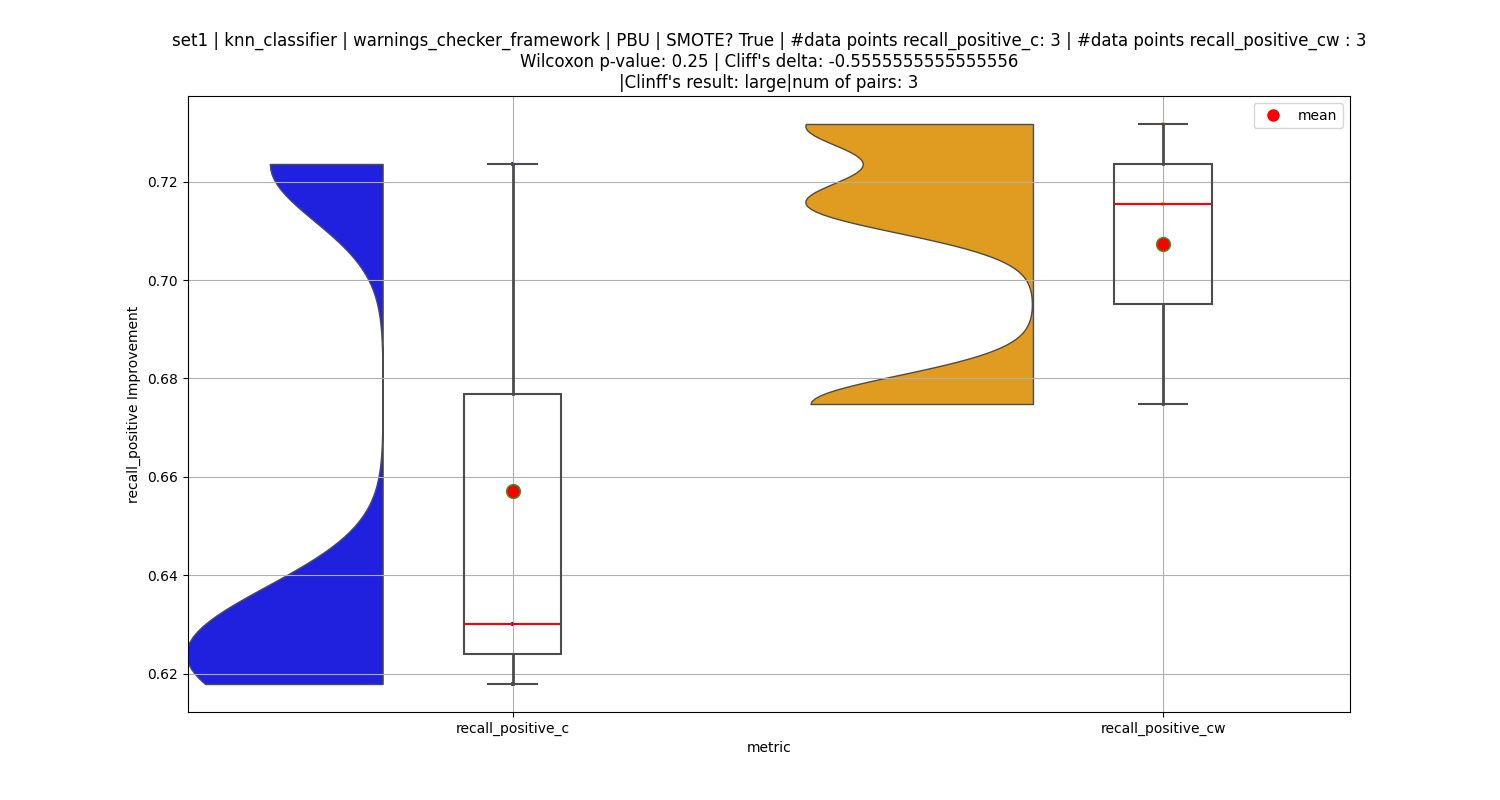 set1 | knn_classifier | warnings_checker_framework | PBU | SMOTE? True | #data points recall_positive_c: 3 | #data points recall_positive_cw : 3
Wilcoxon p-value: 0.25 | Cliff's delta: -0.5555555555555556
|Clinff's result: large|num of pairs: 3
mean
0.72
0.70
0.68
0.66
0.64
0.62
recall_positive Improvement
recall_positive_c
recall_positive_cw
metric